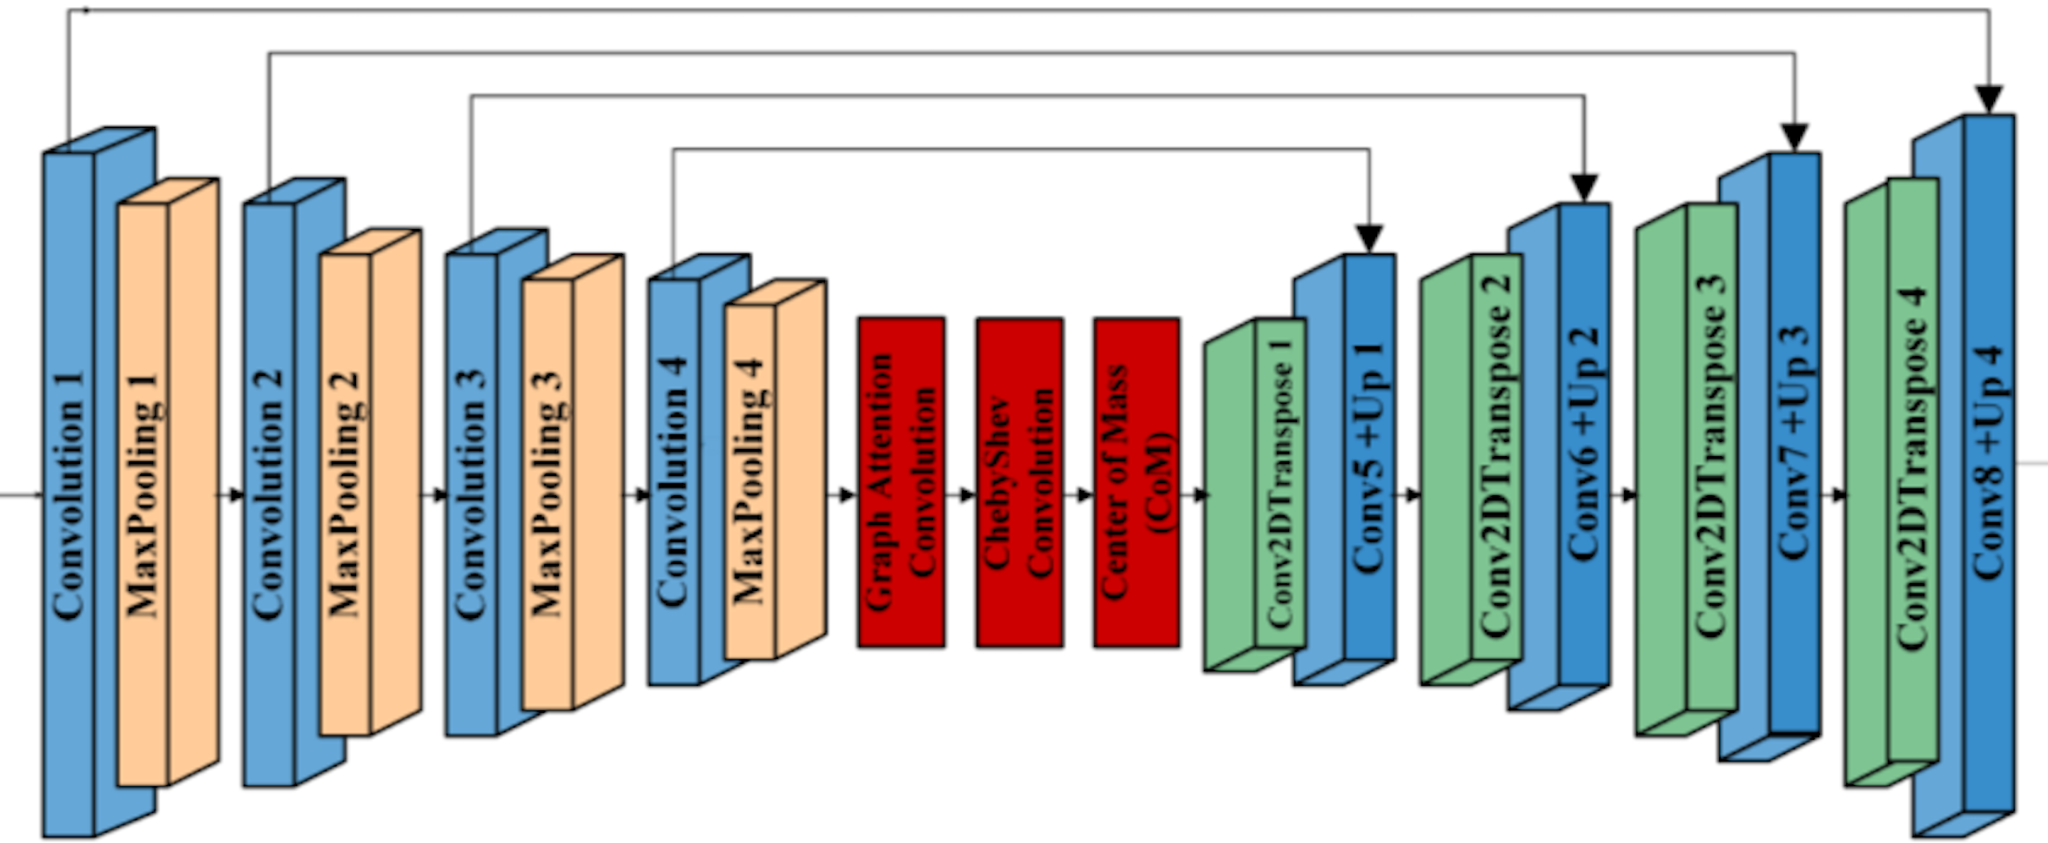 Convolution 1
MaxPooling 1
Convolution 2
MaxPooling 2
Convolution 3
MaxPooling 3
Convolution 4
MaxPooling 4
Graph Attention
Convolution
ChebyShev
Convolution
Center of Mass
(CoM)
Conv2DTranspose 1
Conv5 +Up 1
Conv2DTranspose 2
Conv6 +Up 2
Conv2DTranspose 3
Conv7 +Up 3
Conv2DTranspose 4
Conv8 +Up 4